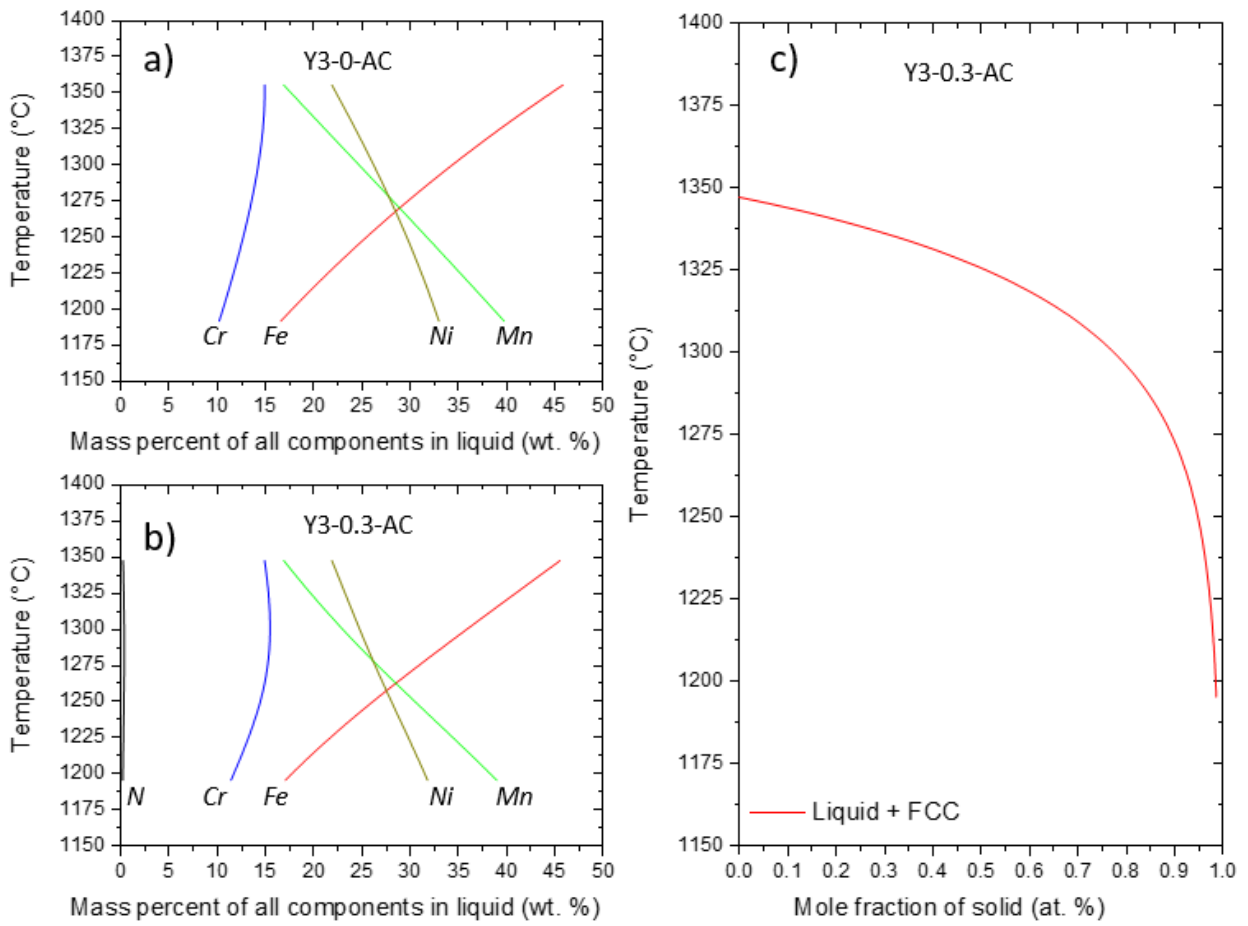 a)
Y3-0-AC
1400
1375
1350
1325
1300
1275
1250
1225
1200
1175
1150
Temperature (°C)
Cr Fe Ni Mn
0 5 10 15 20 25 30 35 40 45 50
Mass percent of all components in liquid (wt. %)
b)
Y3-0.3-AC
1400
1375
1350
1325
1300
1275
1250
1225
1200
1175
1150
Temperature (°C)
N Cr Fe Ni Mn
0 5 10 15 20 25 30 35 40 45 50
Mass percent of all components in liquid (wt. %)
c)
Y3-0.3-AC
1400
1375
1350
1325
1300
1275
1250
1225
1200
1175
1150
Temperature (°C)
Liquid + FCC
0.0 0.1 0.2 0.3 0.4 0.5 0.6 0.7 0.8 0.9 1.0
Mole fraction of solid (at. %)